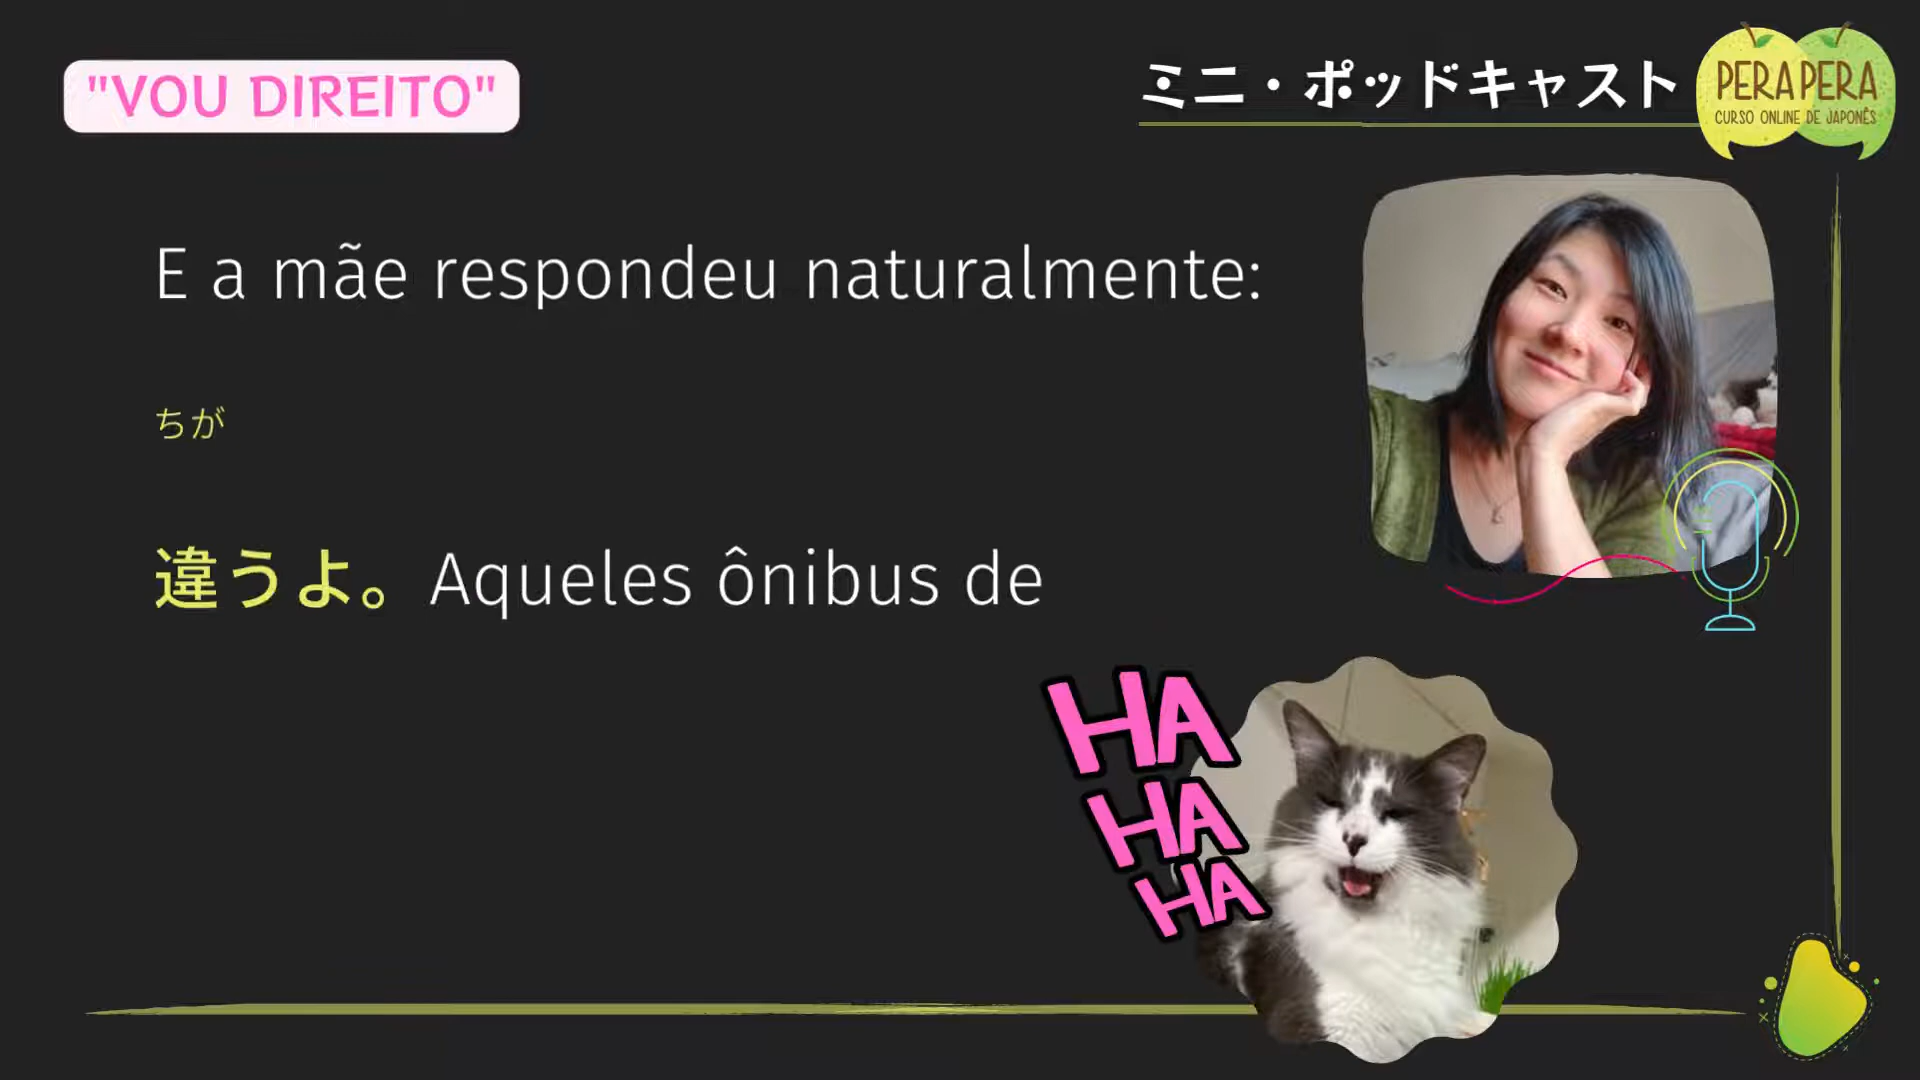 "VOU DIREITO"
ミニ・ポッドキャスト
PERA PERA
CURSO ONLINE DE JAPONÊS
E a mãe respondeu naturalmente:
ちが
違うよ。Aqueles ônibus de
HA
HA
HA